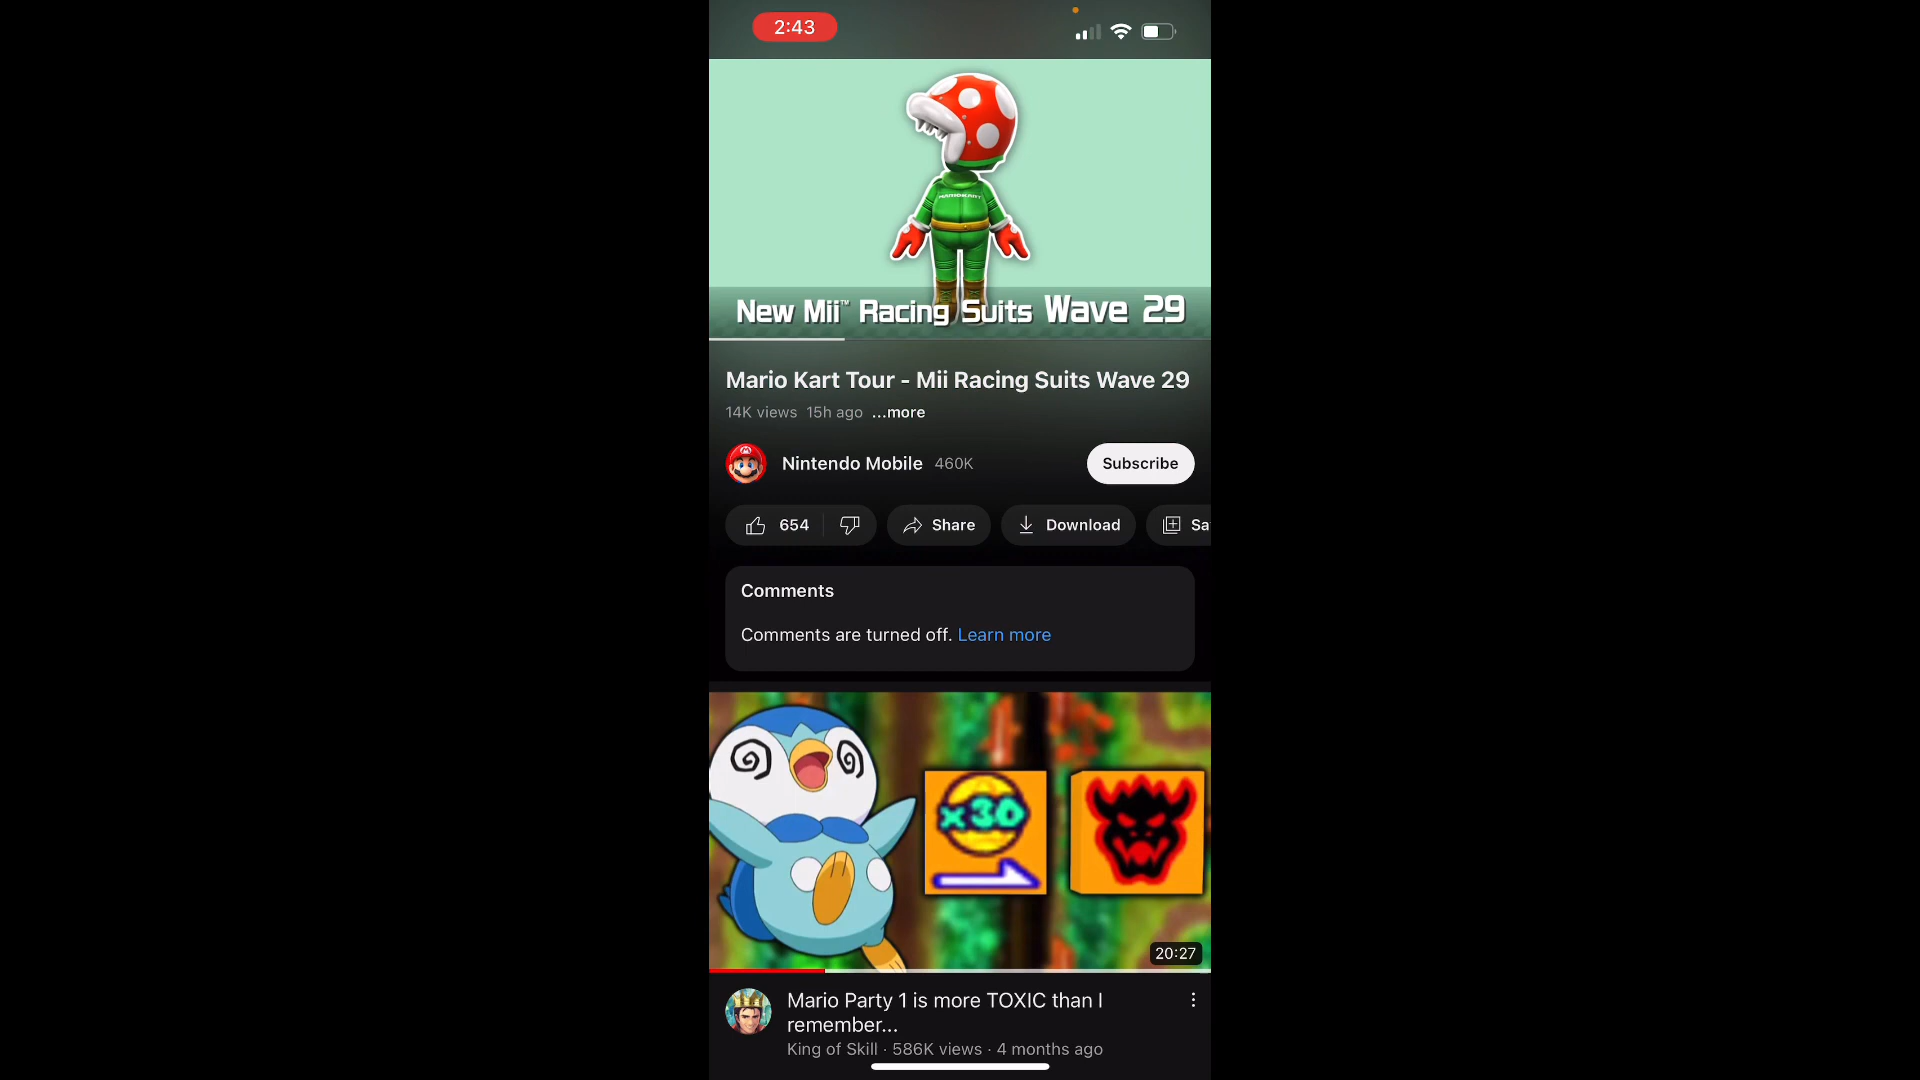 2:43
MARIOKART
New Mii™ Racing Suits Wave 29
Mario Kart Tour - Mii Racing Suits Wave 29
14K views 15h ago ...more
Nintendo Mobile 460K
Subscribe
654
Share
Download
Sa
Comments
Comments are turned off. Learn more
x30
20:27
Mario Party 1 is more TOXIC than I
remember...
King of Skill · 586K views · 4 months ago